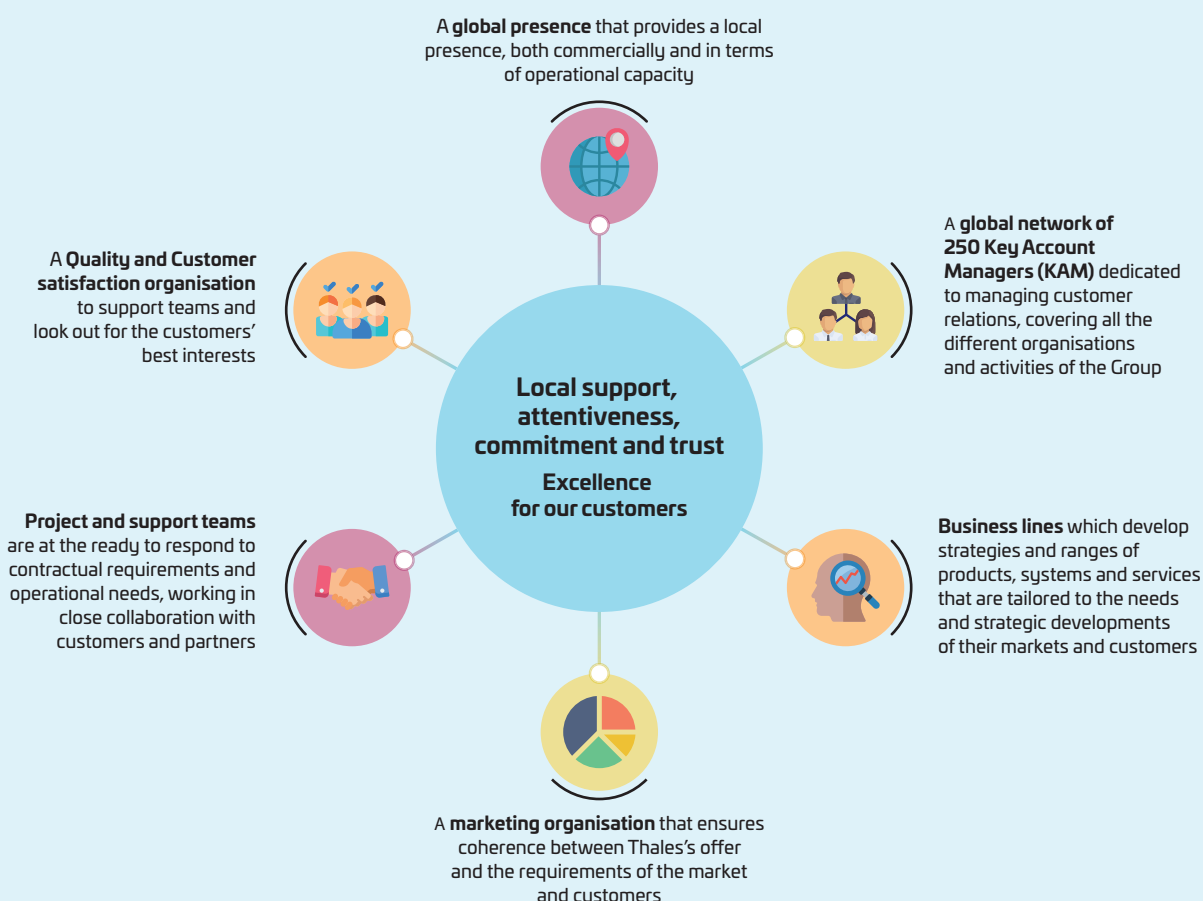 A global presence that provides a local
presence, both commercially and in terms
of operational capacity
A global network of
250 Key Account
Managers (KAM) dedicated
to managing customer
relations, covering all the
different organisations
and activities of the Group
A Quality and Customer
satisfaction organisation
to support teams and
look out for the customers’
best interests
Local support,
attentiveness,
commitment and trust
Excellence
for our customers
Project and support teams
are at the ready to respond to
contractual requirements and
operational needs, working in
close collaboration with
customers and partners
Business lines which develop
strategies and ranges of
products, systems and services
that are tailored to the needs
and strategic developments
of their markets and customers
A marketing organisation that ensures
coherence between Thales’s offer
and the requirements of the market
and customers